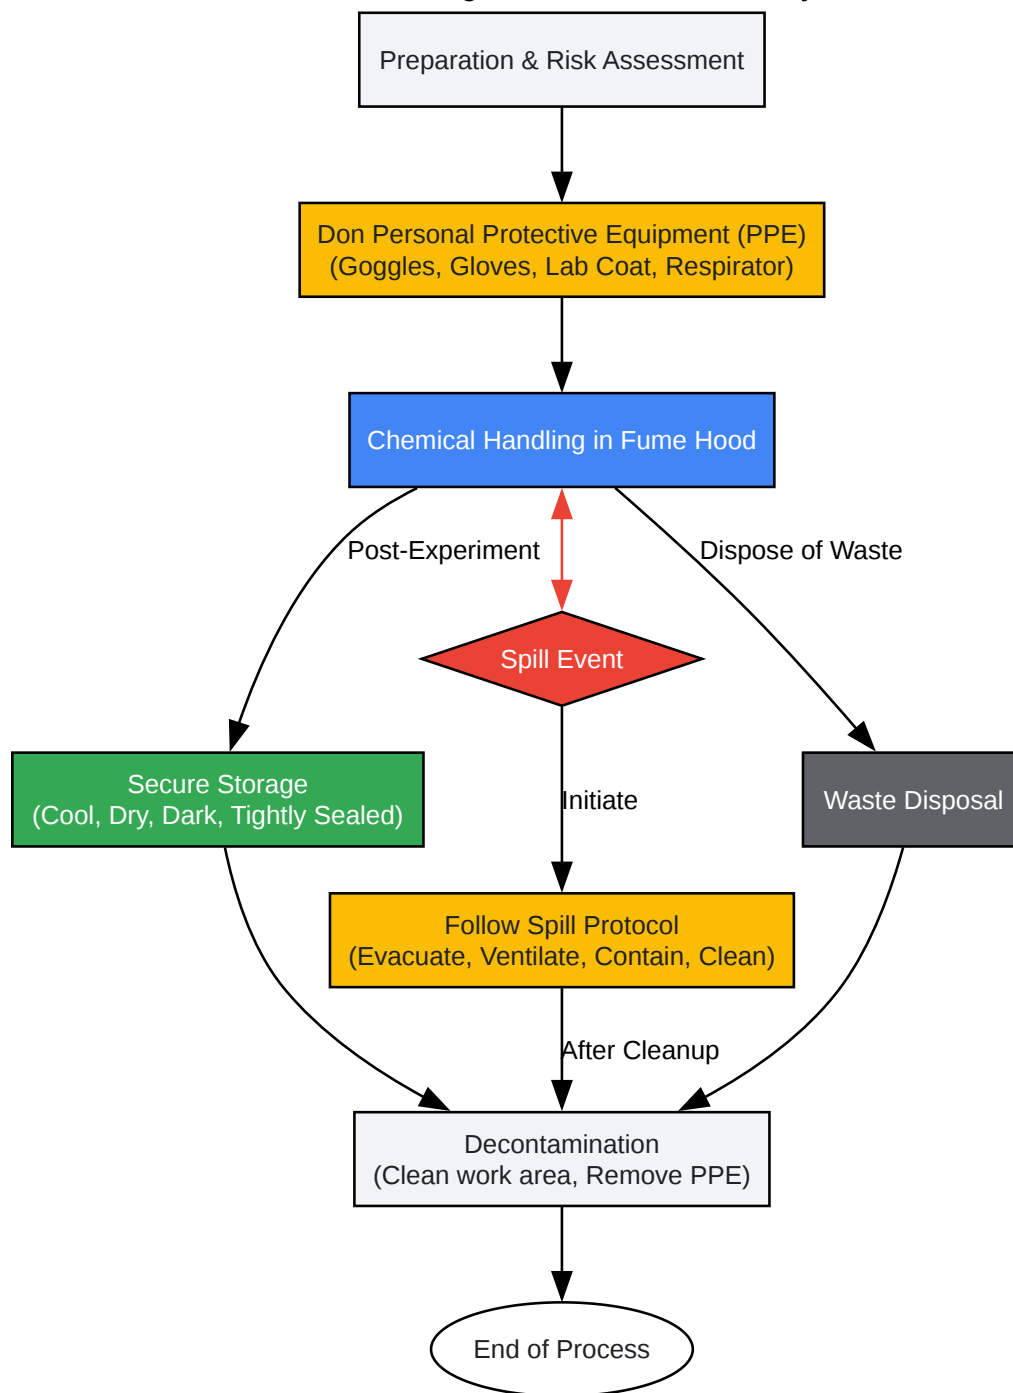 Preparation & Risk Assessment
Don Personal Protective Equipment (PPE)
(Goggles, Gloves, Lab Coat, Respirator)
Chemical Handling in Fume Hood
Post-Experiment
Dispose of Waste
Spill Event
Secure Storage
(Cool, Dry, Dark, Tightly Sealed)
Initiate
Waste Disposal
Follow Spill Protocol
(Evacuate, Ventilate, Contain, Clean)
After Cleanup
Decontamination
(Clean work area, Remove PPE)
End of Process